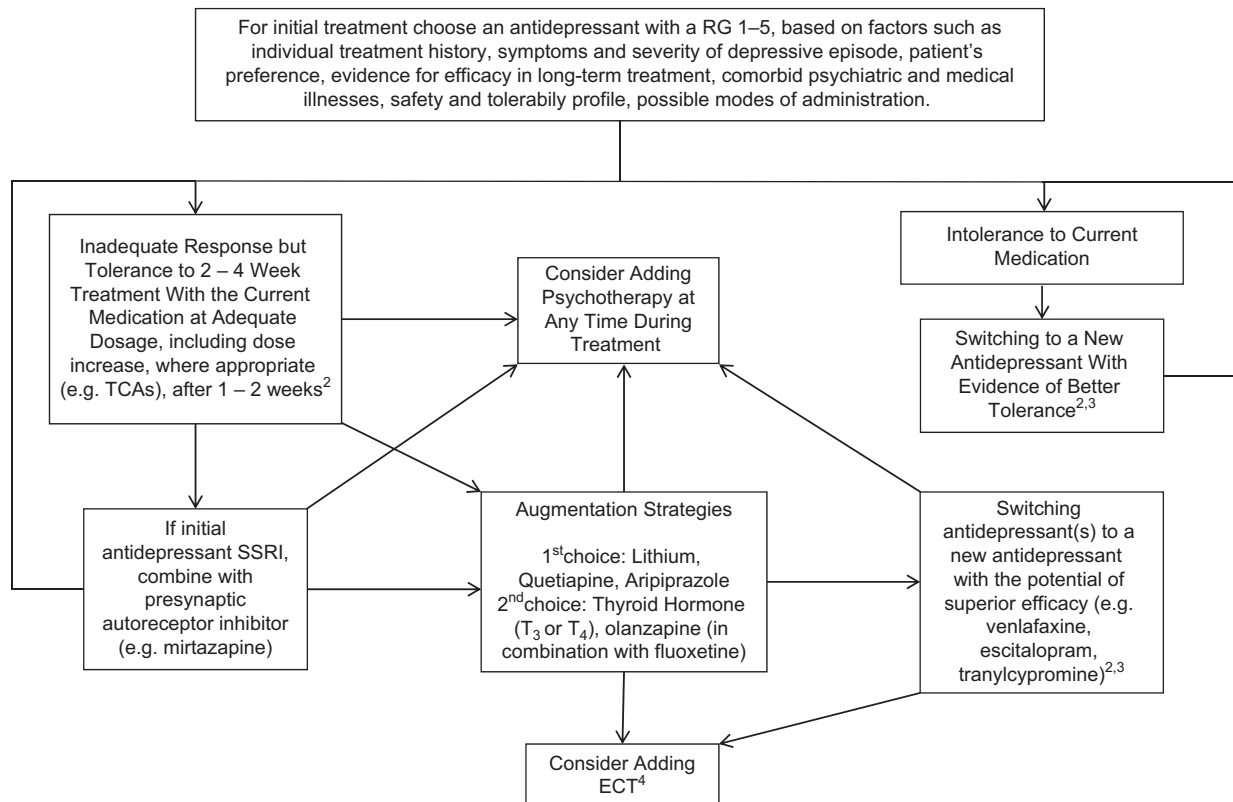 For initial treatment choose an antidepressant with a RG 1–5, based on factors such as
individual treatment history, symptoms and severity of depressive episode, patient's
preference, evidence for efficacy in long-term treatment, comorbid psychiatric and medical
illnesses, safety and tolerabily profile, possible modes of administration.
Inadequate Response but
Tolerance to 2 – 4 Week
Treatment With the Current
Medication at Adequate
Dosage, including dose
increase, where appropriate
(e.g. TCAs), after 1 – 2 weeks²
Consider Adding
Psychotherapy at
Any Time During
Treatment
Intolerance to Current
Medication
Switching to a New
Antidepressant With
Evidence of Better
Tolerance²,³
If initial
antidepressant SSRI,
combine with
presynaptic
autoreceptor inhibitor
(e.g. mirtazapine)
Augmentation Strategies
1ˢᵗchoice: Lithium,
Quetiapine, Aripiprazole
2ⁿᵈchoice: Thyroid Hormone
(T₃ or T₄), olanzapine (in
combination with fluoxetine)
Switching
antidepressant(s) to a
new antidepressant
with the potential of
superior efficacy (e.g.
venlafaxine,
escitalopram,
tranylcypromine)²,³
Consider Adding
ECT⁴